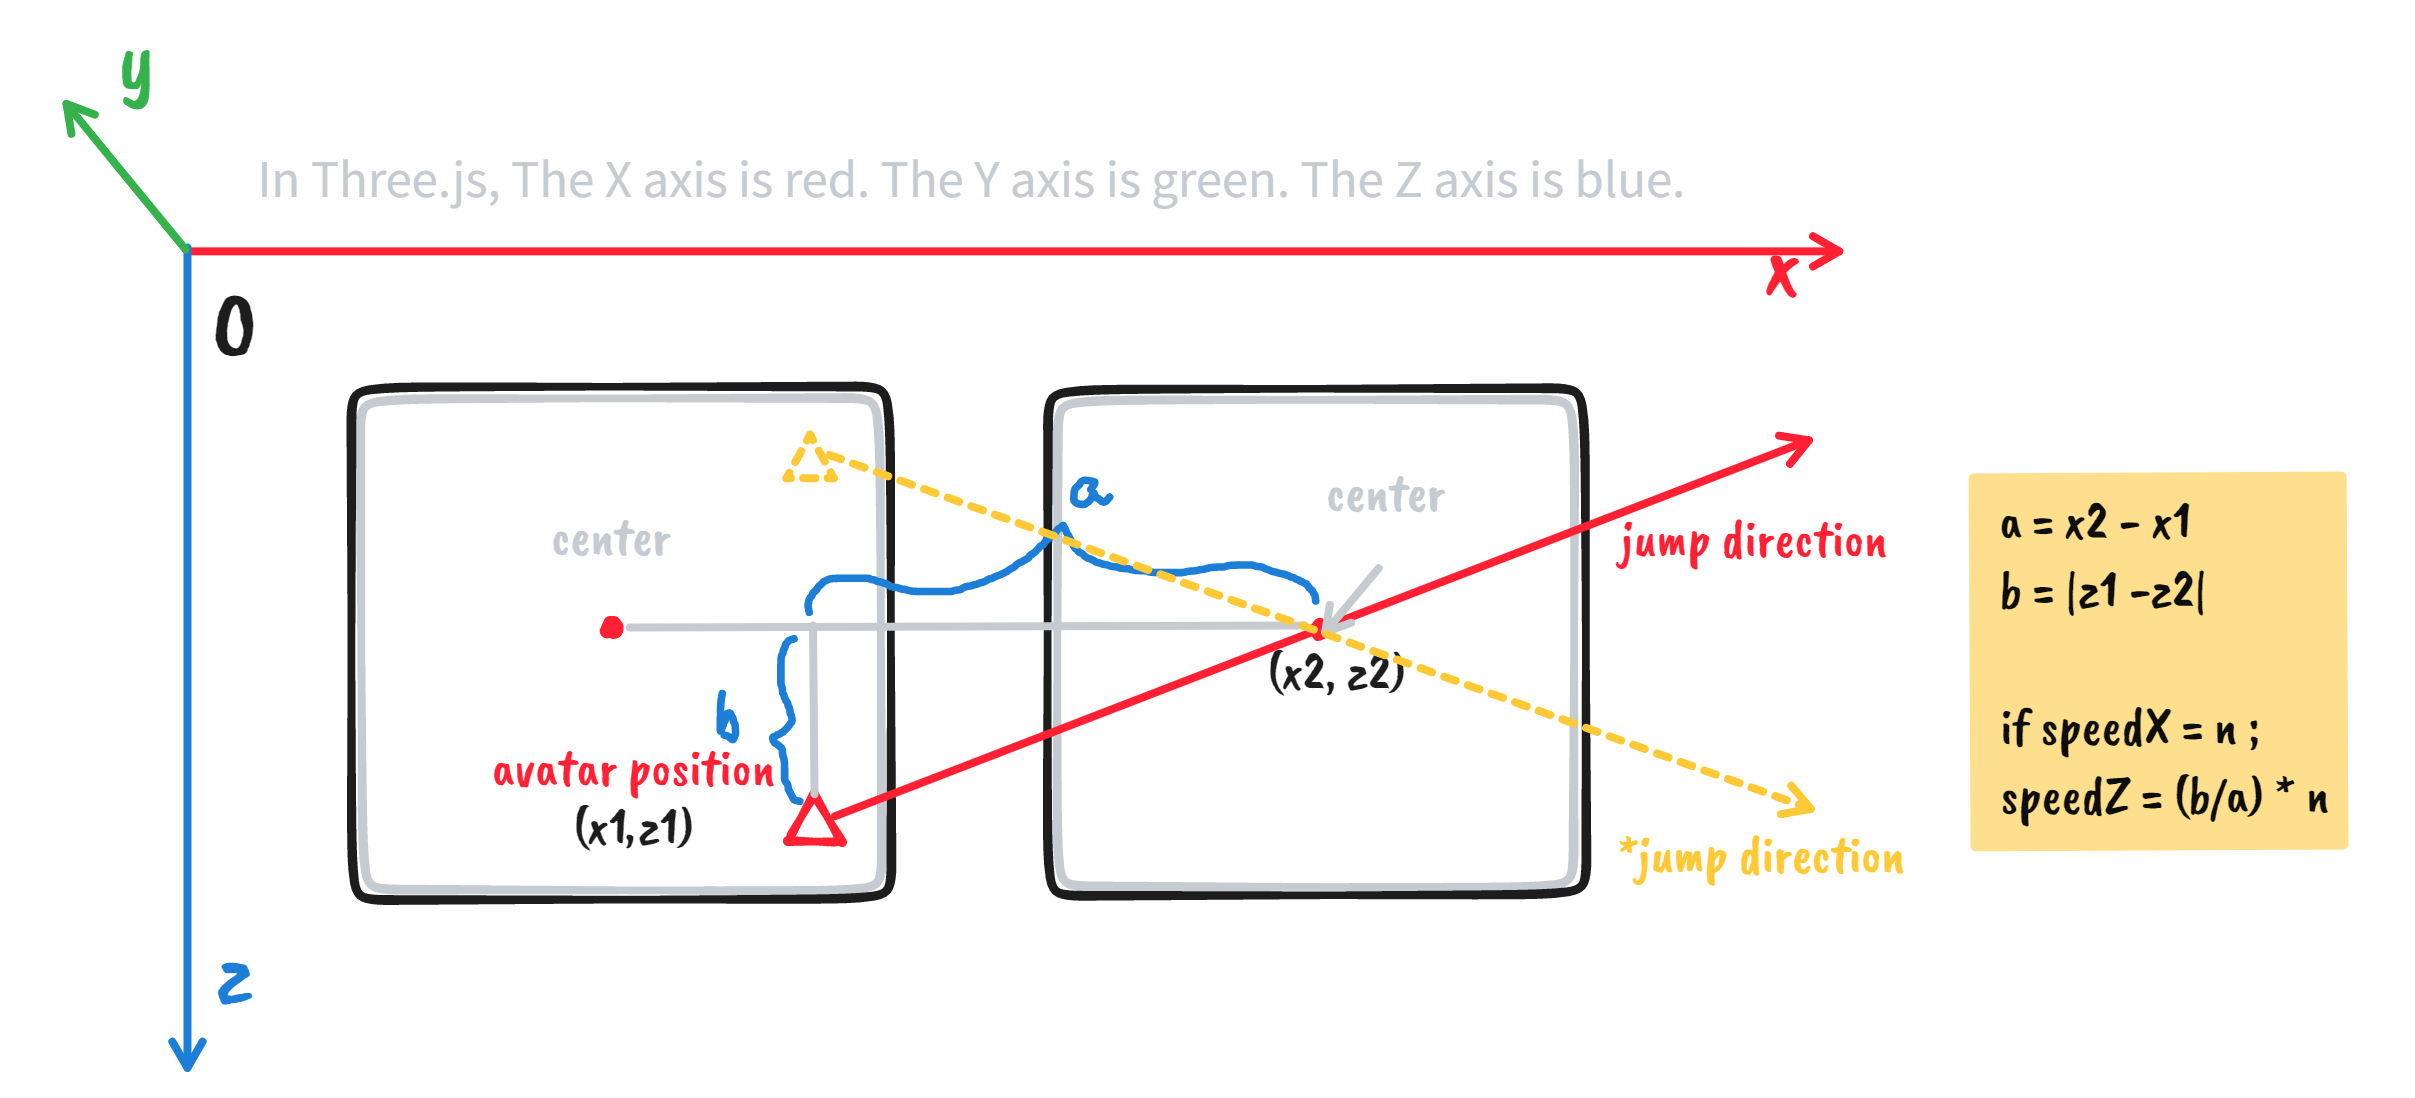 y
In Three.js, The X axis is red. The Y axis is green. The Z axis is blue.
x
0
center
center
a
jump direction
(x2, z2)
b
avatar position
(x1,z1)
*jump direction
z
a = x2 - x1
b = |z1 -z2|
if speedX = n ;
speedZ = (b/a) * n